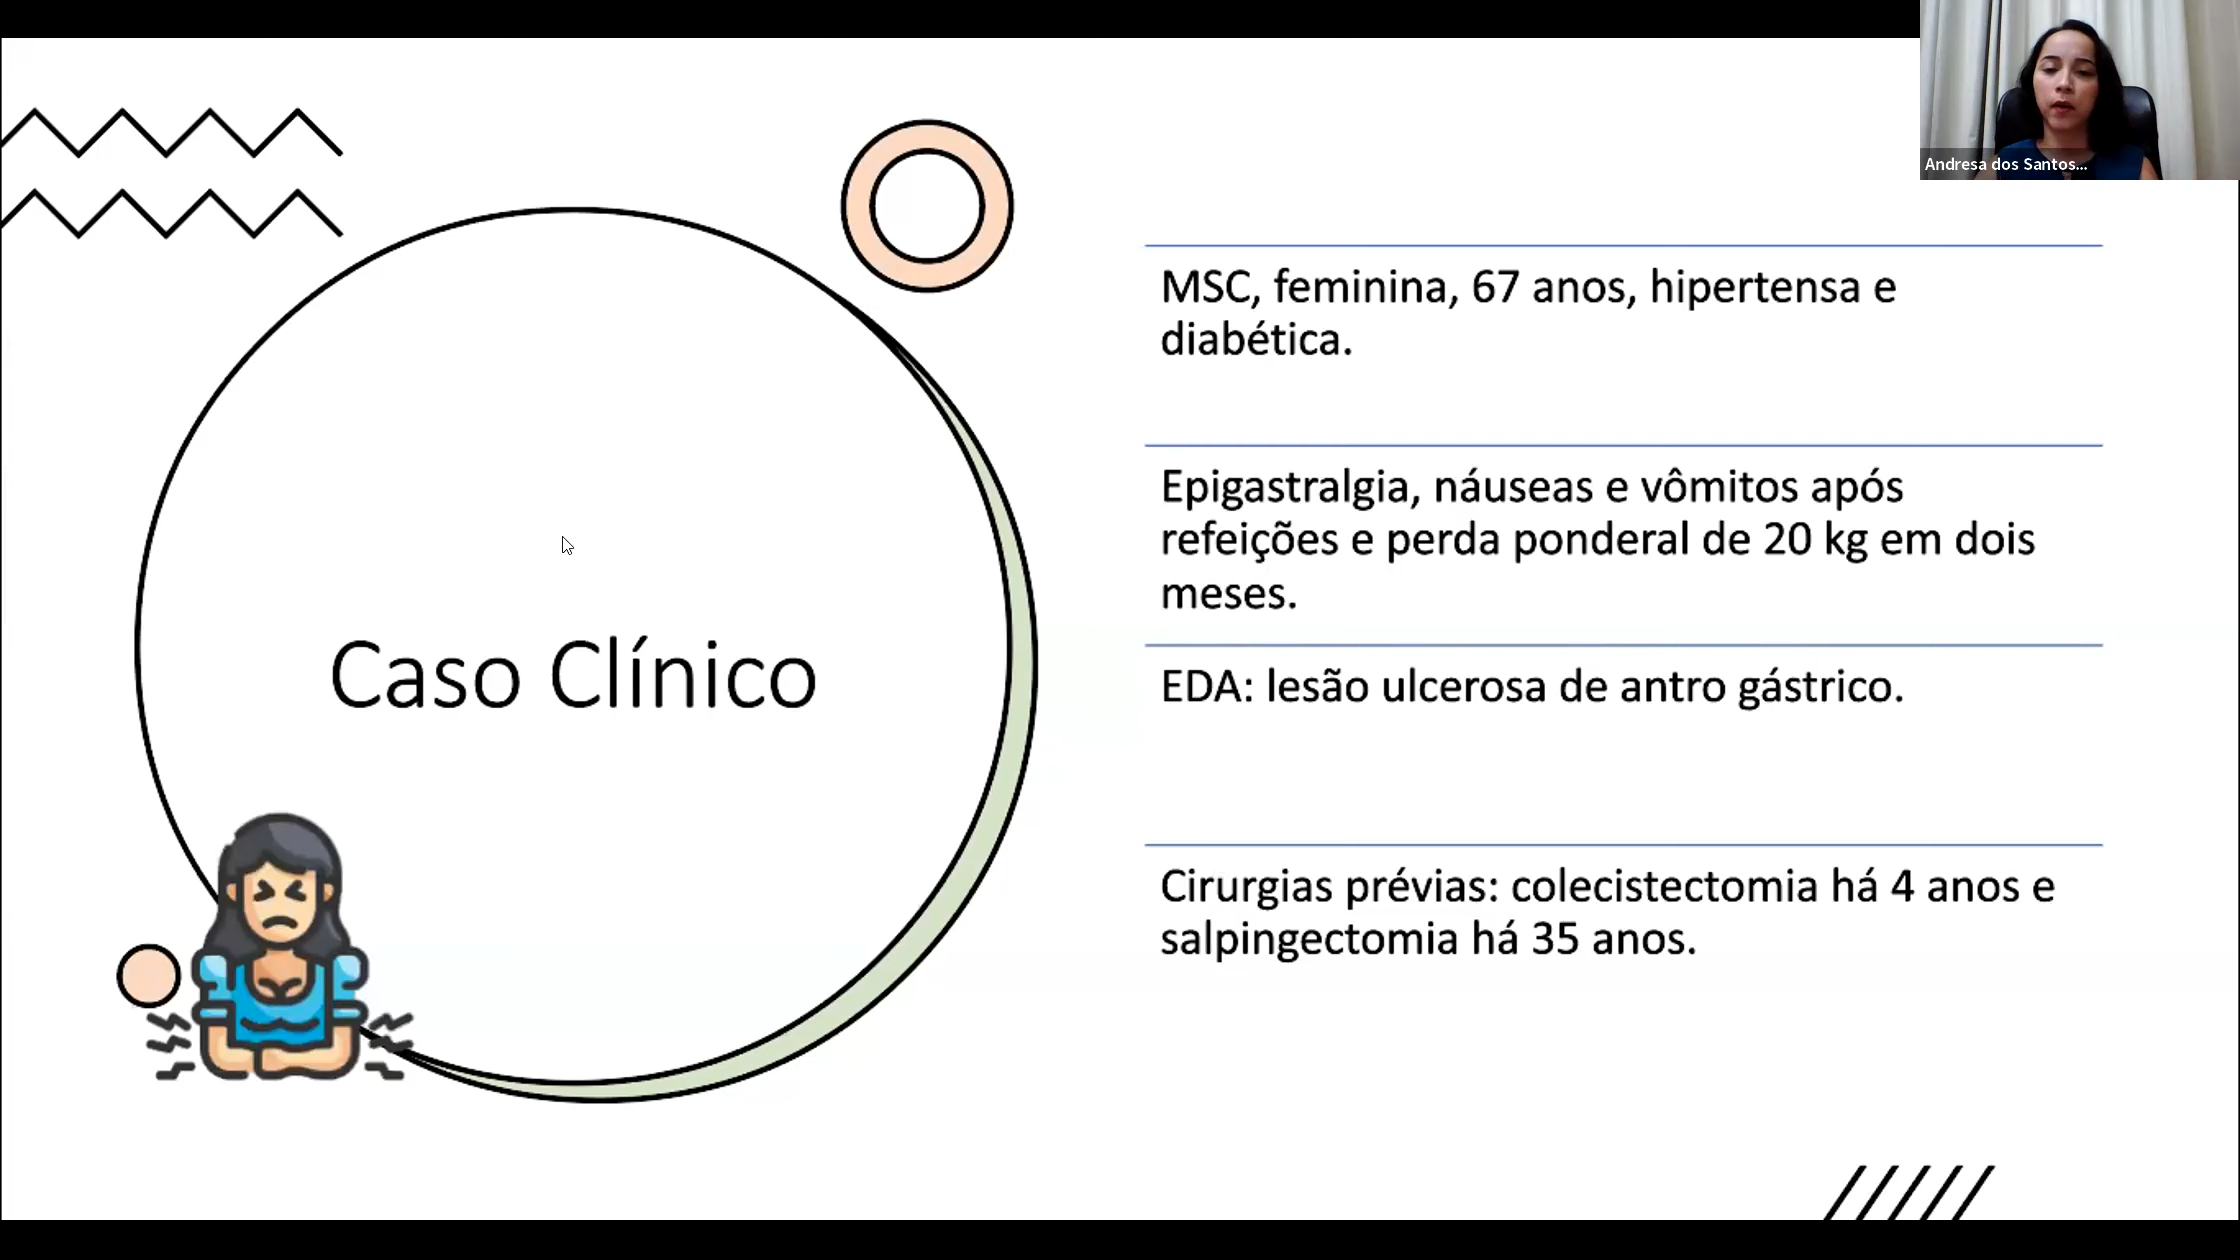 Andresa dos Santos...
MSC, feminina, 67 anos, hipertensa e
diabética.
Epigastralgia, náuseas e vômitos após
refeições e perda ponderal de 20 kg em dois
meses.
Caso Clínico
EDA: lesão ulcerosa de antro gástrico.
Cirurgias prévias: colecistectomia há 4 anos e
salpingectomia há 35 anos.